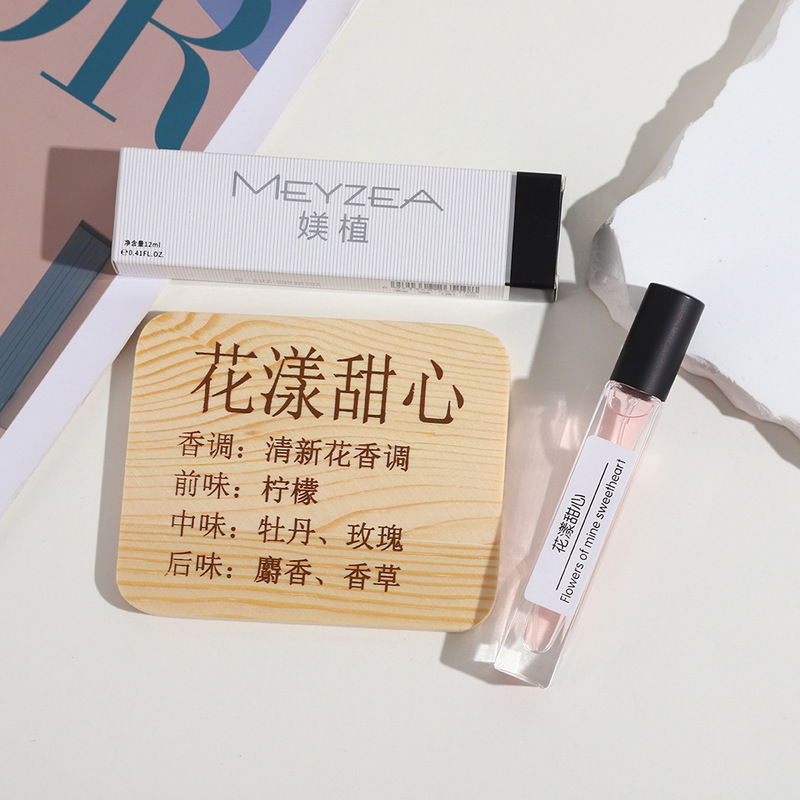 OR
MEYZEA
媄植
净含量12ml
℮0.41FL.OZ.
花漾甜心
香调：清新花香调
前味：柠檬
中味：牡丹、玫瑰
后味：麝香、香草
花漾甜心
Flowers of mine sweetheart